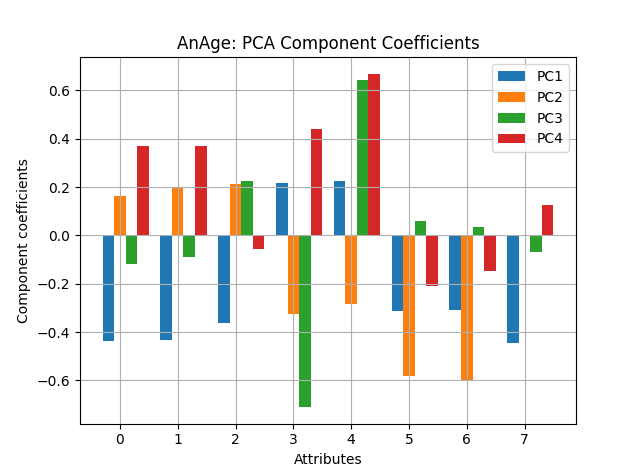 AnAge: PCA Component Coefficients
PC1
PC2
PC3
PC4
0.6
0.4
0.2
0.0
−0.2
−0.4
−0.6
Component coefficients
0 1 2 3 4 5 6 7
Attributes